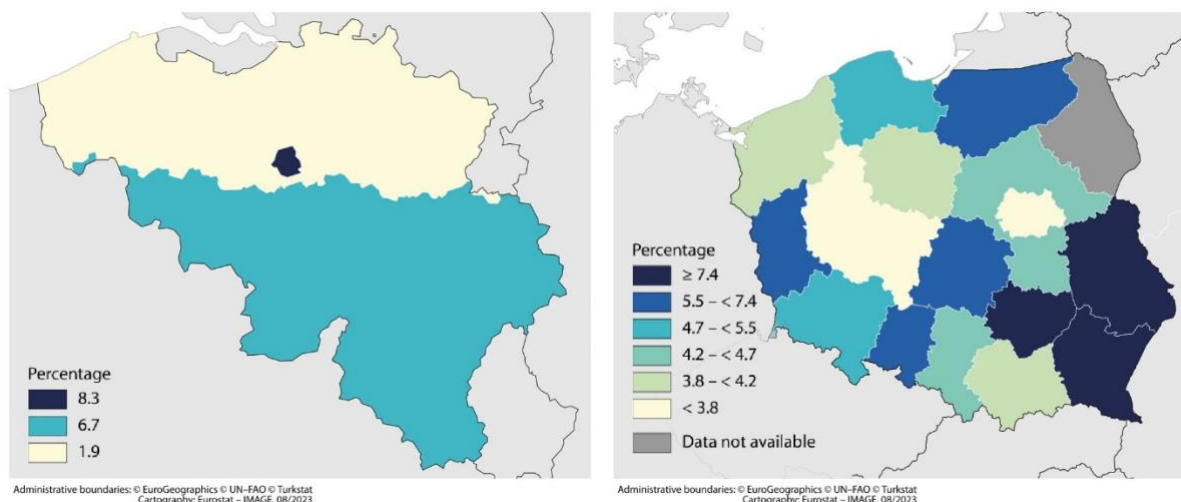 Percentage
8.3
6.7
1.9
Administrative boundaries: © EuroGeographics © UN–FAO © Turkstat
Cartography: Eurostat – IMAGE, 08/2023
Percentage
≥ 7.4
5.5 – < 7.4
4.7 – < 5.5
4.2 – < 4.7
3.8 – < 4.2
< 3.8
Data not available
Administrative boundaries: © EuroGeographics © UN–FAO © Turkstat
Cartography: Eurostat – IMAGE, 08/2023